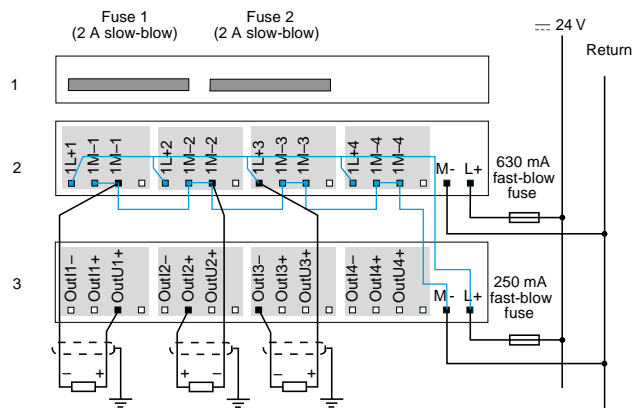 Fuse 1
(2 A slow-blow)
Fuse 2
(2 A slow-blow)
24 V
Return
1
2
1L+1
1M–1
1M–1
1L+2
1M–2
1M–2
L+3
1M–3
1M–3
1L+4
1M–4
1M–4
M- L+
630 mA
fast-blow
fuse
3
OutI1–
OutI1+
OutU1+
OutI2–
OutI2+
OutU2+
OutI3–
OutI3+
OutU3+
OutI4–
OutI4+
OutU4+
M- L+
250 mA
fast-blow
fuse
– +
+ –
– +